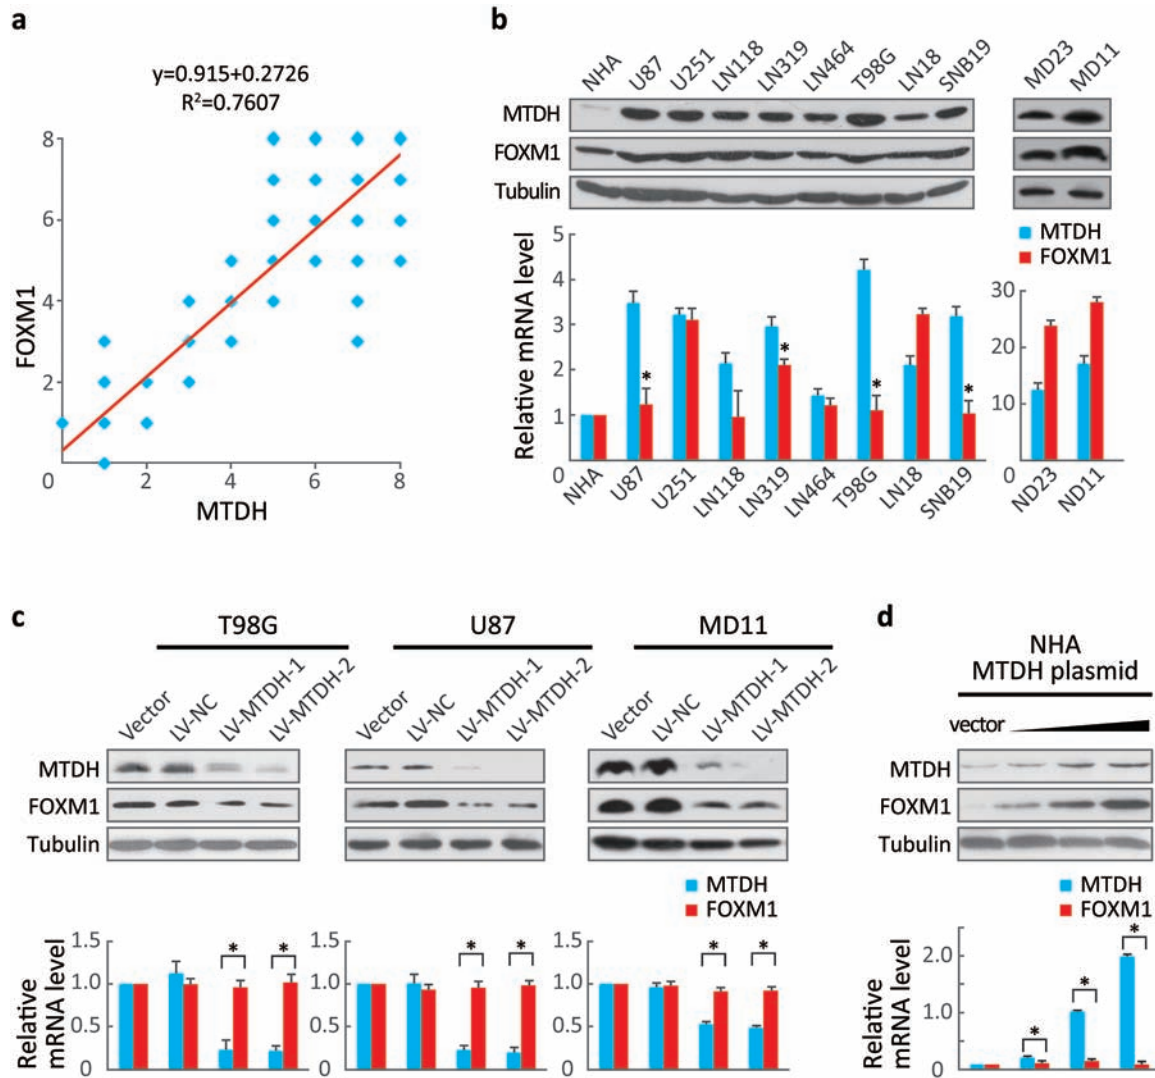 a
y=0.915+0.2726
R²=0.7607
FOXM1
8
6
4
2
0
2
4
6
8
MTDH
b
NHA
U87
U251
LN118
LN319
LN464
T98G
LN18
SNB19
MD23
MD11
MTDH
FOXM1
Tubulin
MTDH
FOXM1
Relative mRNA level
5
4
3
2
1
0
*
*
*
*
NHA
U87
U251
LN118
LN319
LN464
T98G
LN18
SNB19
30
20
10
0
ND23
ND11
c
T98G
U87
MD11
Vector
LV-NC
LV-MTDH-1
LV-MTDH-2
Vector
LV-NC
LV-MTDH-1
LV-MTDH-2
Vector
LV-NC
LV-MTDH-1
LV-MTDH-2
MTDH
FOXM1
Tubulin
MTDH
FOXM1
Relative
mRNA level
1.5
1.0
0.5
0
*
*
1.5
1.0
0.5
0
*
*
1.5
1.0
0.5
0
*
*
d
NHA
MTDH plasmid
vector
MTDH
FOXM1
Tubulin
MTDH
FOXM1
Relative
mRNA level
2.0
1.0
0
*
*
*